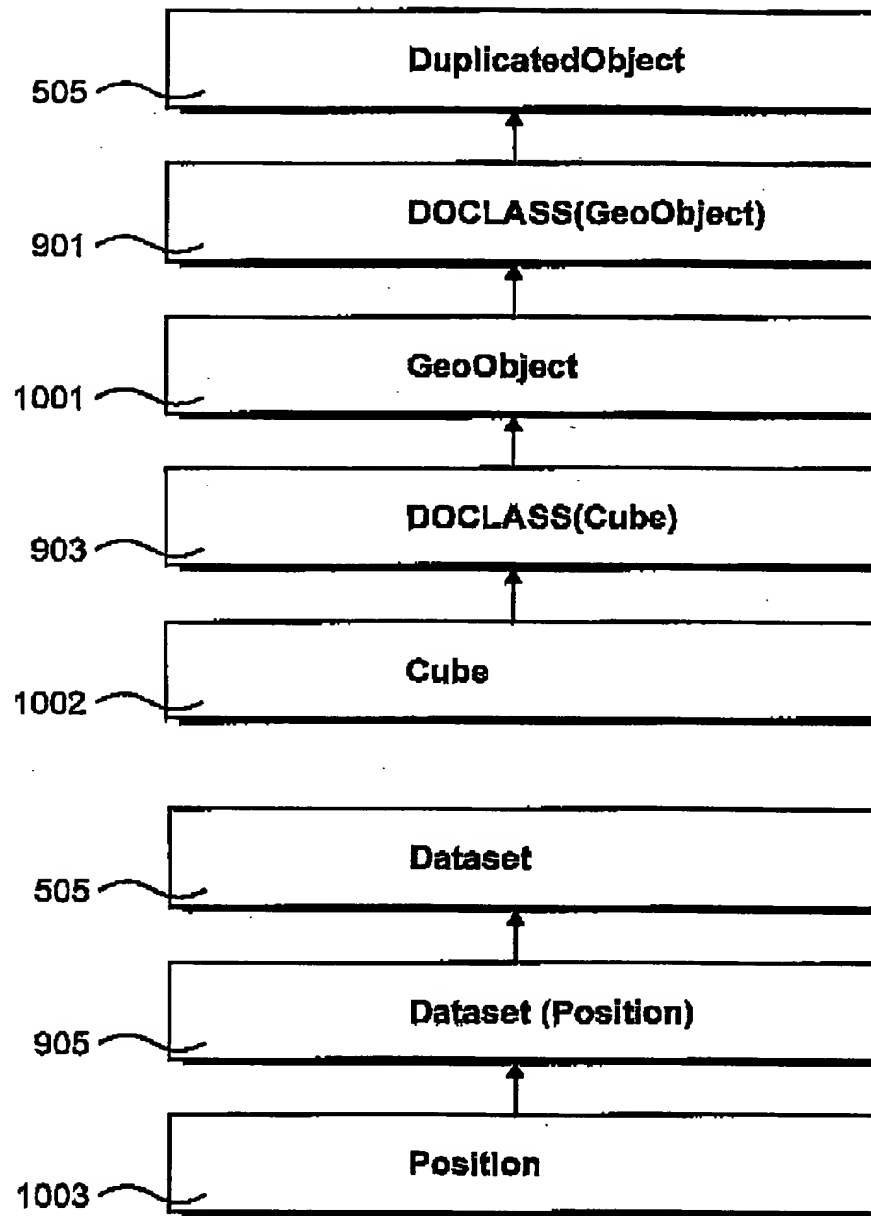 DuplicatedObject
505
DOCLASS(GeoObject)
901
GeoObject
1001
DOCLASS(Cube)
903
Cube
1002
Dataset
505
Dataset (Position)
905
Position
1003